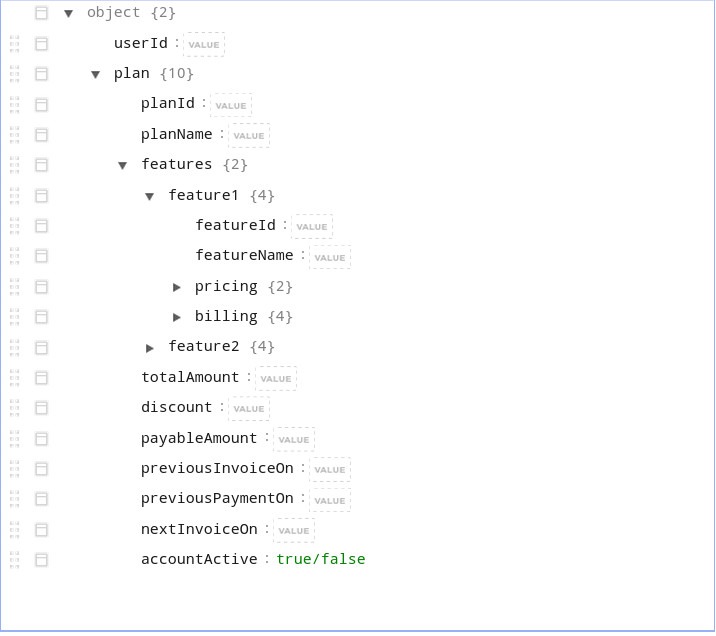 object {2}
userId : VALUE
plan {10}
planId : VALUE
planName : VALUE
features {2}
feature1 {4}
featureId : VALUE
featureName : VALUE
pricing {2}
billing {4}
feature2 {4}
totalAmount : VALUE
discount : VALUE
payableAmount : VALUE
previousInvoiceOn : VALUE
previousPaymentOn : VALUE
nextInvoiceOn : VALUE
accountActive : true/false